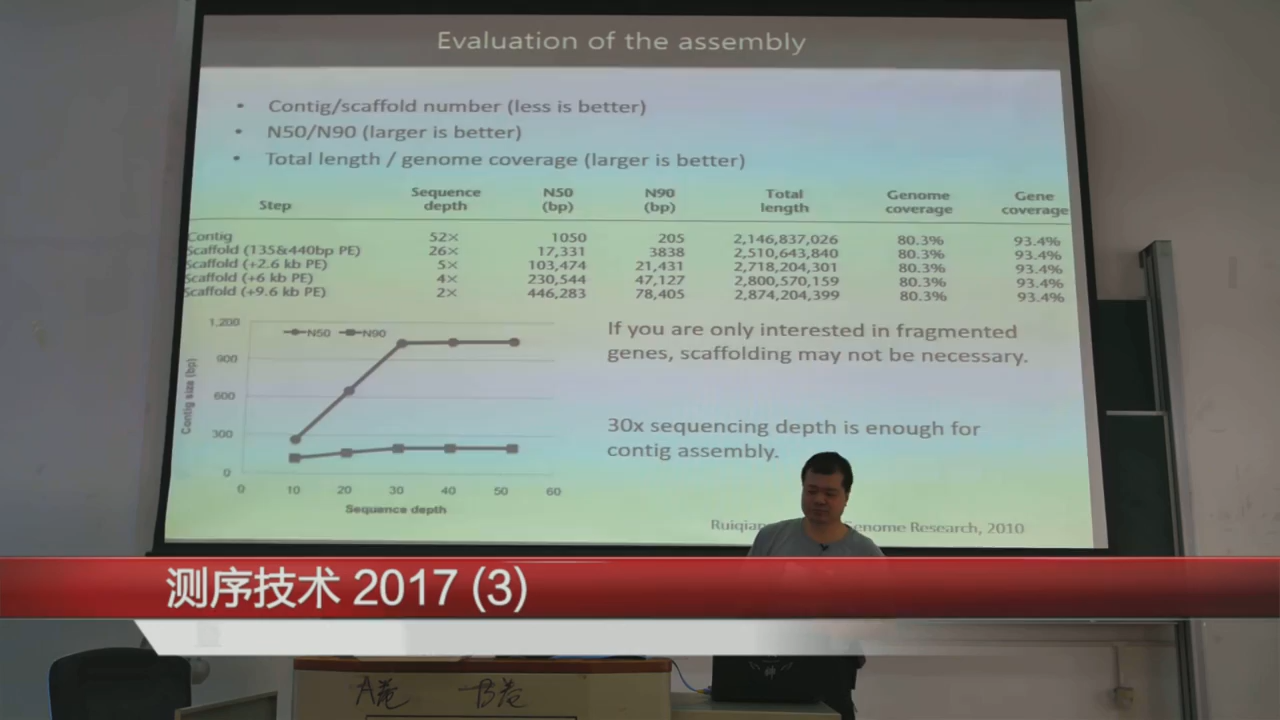 Evaluation of the assembly
• Contig/scaffold number (less is better)
• N50/N90 (larger is better)
• Total length / genome coverage (larger is better)
Step Sequence depth N50 (bp) N90 (bp) Total length Genome coverage Gene coverage
Contig 52× 1050 205 2,146,837,026 80.3% 93.4%
Scaffold (135&440bp PE) 26× 17,331 3838 2,510,643,840 80.3% 93.4%
Scaffold (+2.6 kb PE) 5× 103,474 21,431 2,718,204,301 80.3% 93.4%
Scaffold (+6 kb PE) 4× 230,544 47,127 2,800,570,159 80.3% 93.4%
Scaffold (+9.6 kb PE) 2× 446,283 78,405 2,874,204,399 80.3% 93.4%
If you are only interested in fragmented
genes, scaffolding may not be necessary.
30x sequencing depth is enough for
contig assembly.
N50 N90
Contig size (bp)
1,200
900
600
300
0
0 10 20 30 40 50 60
Sequence depth
Genome Research, 2010
测序技术 2017 (3)